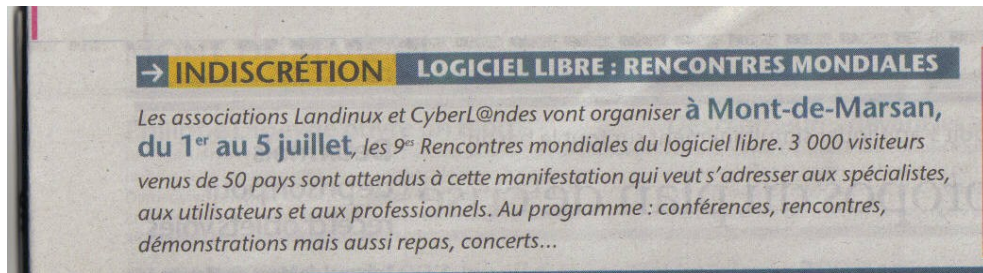 → INDISCRÉTION LOGICIEL LIBRE : RENCONTRES MONDIALES
Les associations Landinux et CyberL@ndes vont organiser à Mont-de-Marsan,
du 1er au 5 juillet, les 9es Rencontres mondiales du logiciel libre. 3 000 visiteurs
venus de 50 pays sont attendus à cette manifestation qui veut s’adresser aux spécialistes,
aux utilisateurs et aux professionnels. Au programme : conférences, rencontres,
démonstrations mais aussi repas, concerts...